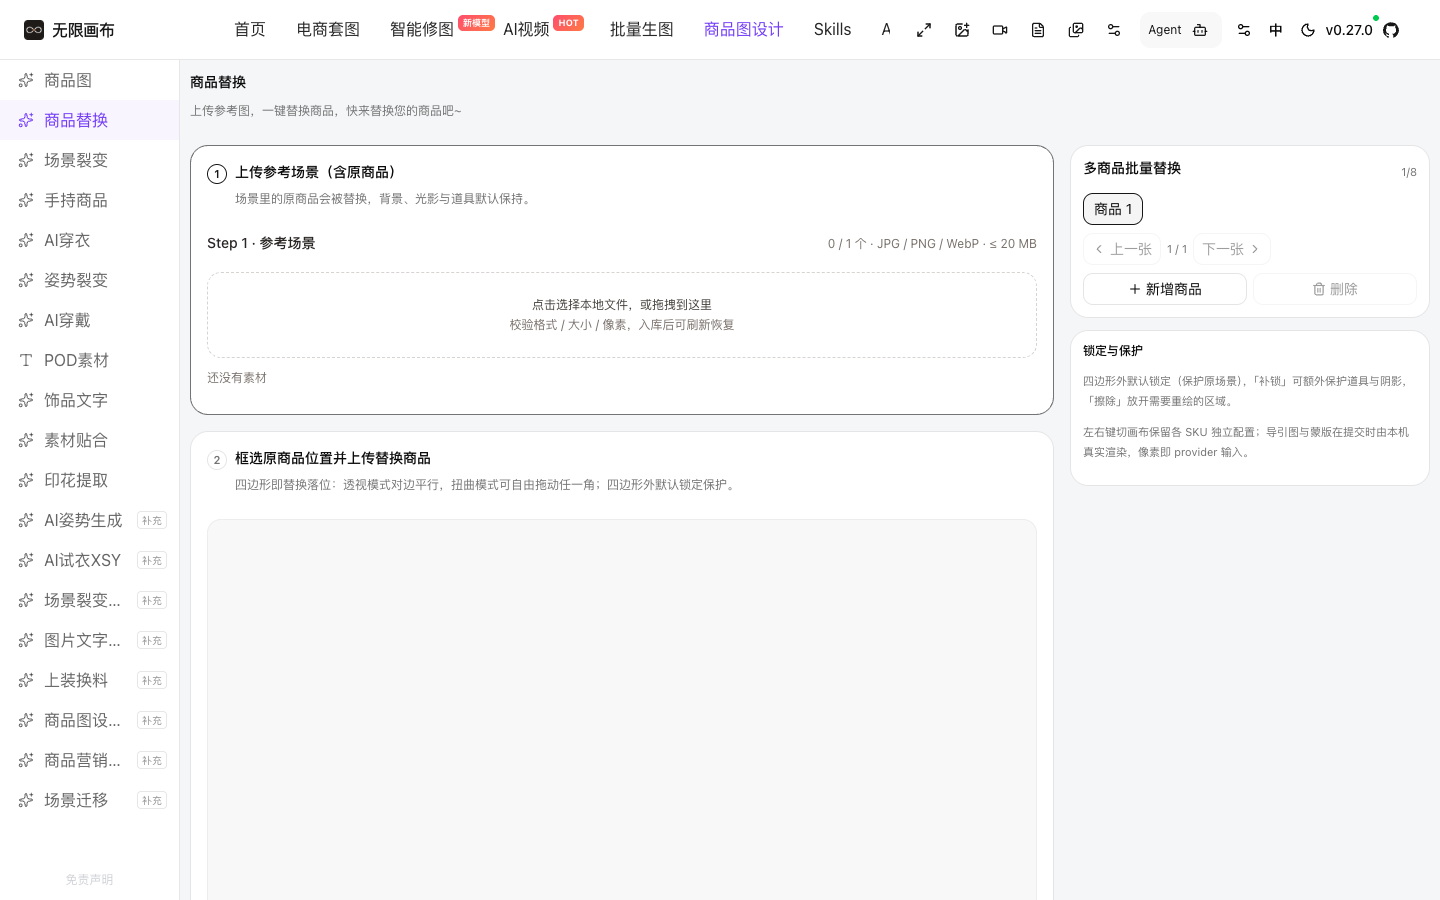 无限画布
首页
电商套图
智能修图
新模型
AI视频
HOT
批量生图
商品图设计
Skills
A
Agent
中
v0.27.0
商品图
商品替换
场景裂变
手持商品
AI穿衣
姿势裂变
AI穿戴
POD素材
饰品文字
素材贴合
印花提取
AI姿势生成 补充
AI试衣XSY 补充
场景裂变... 补充
图片文字... 补充
上装换料 补充
商品图设... 补充
商品营销... 补充
场景迁移 补充
免责声明
商品替换
上传参考图，一键替换商品，快来替换您的商品吧~
1 上传参考场景（含原商品）
场景里的原商品会被替换，背景、光影与道具默认保持。
Step 1 · 参考场景
0 / 1 个 · JPG / PNG / WebP · ≤ 20 MB
点击选择本地文件，或拖拽到这里
校验格式 / 大小 / 像素，入库后可刷新恢复
还没有素材
2 框选原商品位置并上传替换商品
四边形即替换落位：透视模式对边平行，扭曲模式可自由拖动任一角；四边形外默认锁定保护。
多商品批量替换
1/8
商品 1
上一张
1 / 1
下一张
新增商品
删除
锁定与保护
四边形外默认锁定（保护原场景），「补锁」可额外保护道具与阴影，
「擦除」放开需要重绘的区域。
左右键切画布保留各 SKU 独立配置；导引图与蒙版在提交时由本机
真实渲染，像素即 provider 输入。